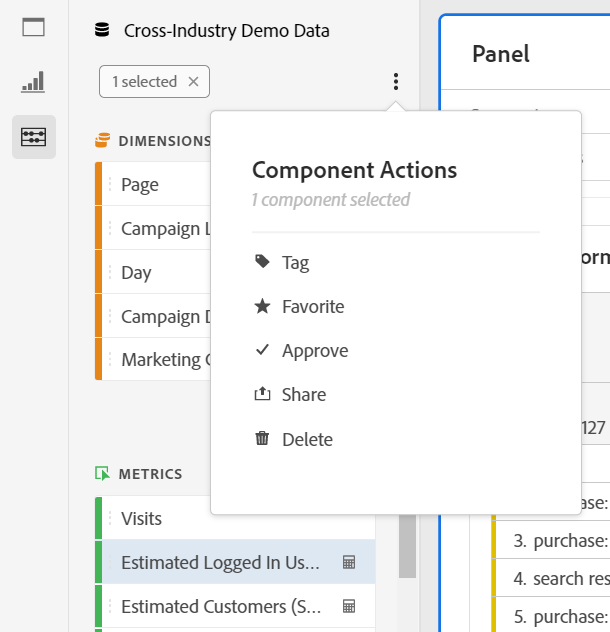 Cross-Industry Demo Data
1 selected
Panel
DIMENSIONS
Page
Campaign
Day
Campaign
Marketing
Component Actions
1 component selected
Tag
Favorite
Approve
Share
Delete
127
METRICS
Visits
Estimated Logged In Us...
Estimated Customers (S...
3. purchase:
4. search res
5. purchase: